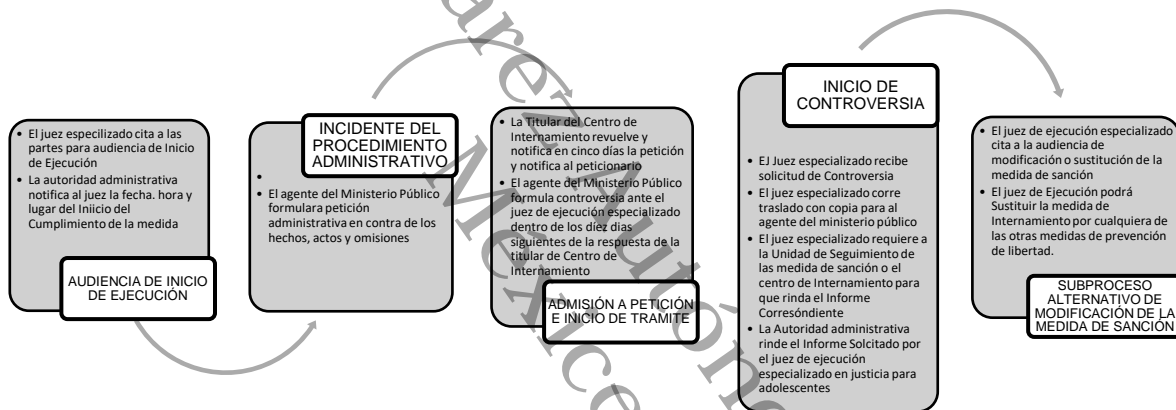 • El juez especilizado cita a las
partes para audiencia de Inicio
de Ejecución
• La autoridad administrativa
notifica al juez la fecha. hora y
lugar del Iniicio del
Cumplimiento de la medida
AUDIENCIA DE INICIO
DE EJECUCIÓN
INCIDENTE DEL
PROCEDIMIENTO
ADMINISTRATIVO
•
• El agente del Ministerio Público
formulara petición
administrativa en contra de los
hechos, actos y omisiones
• La Titular del Centro de
Internamiento revuelve y
notifica en cinco días la petición
y notifica al peticionario
• El agente del Ministerio Público
formula controversia ante el
juez de ejecución especializado
dentro de los diez dias
siguientes de la respuesta de la
titular de Centro de
Internamiento
ADMISIÓN A PETICIÓN
E INICIO DE TRAMITE
INICIO DE
CONTROVERSIA
• EJ Juez especializado recibe
solicitud de Controversia
• El juez especializado corre
traslado con copia para al
agente del ministerio público
• El juez especializado requiere a
la Unidad de Seguimiento de
las medida de sanción o el
centro de Internamiento para
que rinda el Informe
Corresóndiente
• La Autoridad administrativa
rinde el Informe Solcitado por
el juez de ejecución
especializado en justicia para
adolescentes
• El juez de ejecución especializado
cita a la audiencia de
modificación o sustitución de la
medida de sanción
• El juez de Ejecución podrá
Sustituir la medida de
Internamiento por cualquiera de
las otras medidas de prevención
de libertad.
SUBPROCESO
ALTERNATIVO DE
MODIFICACIÓN DE LA
MEDIDA DE SANCIÓN